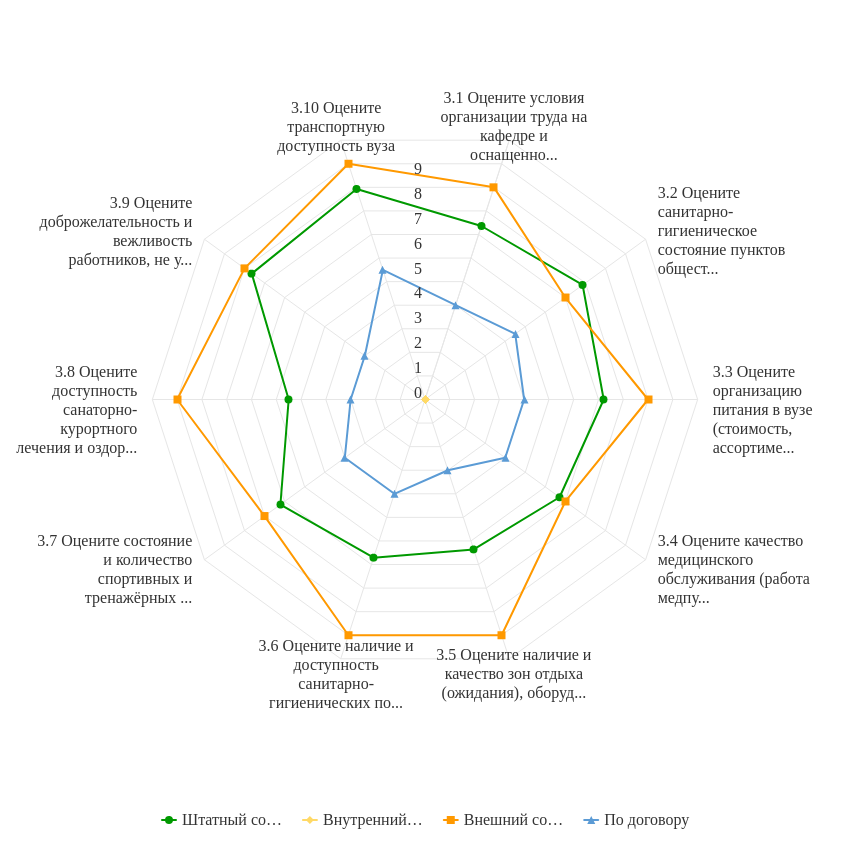 3.10 Оцените
транспортную
доступность вуза
3.1 Оцените условия
организации труда на
кафедре и
оснащенно...
3.2 Оцените
санитарно-
гигиеническое
состояние пунктов
общест...
3.3 Оцените
организацию
питания в вузе
(стоимость,
ассортиме...
3.4 Оцените качество
медицинского
обслуживания (работа
медпу...
3.5 Оцените наличие и
качество зон отдыха
(ожидания), оборуд...
3.6 Оцените наличие и
доступность
санитарно-
гигиенических по...
3.7 Оцените состояние
и количество
спортивных и
тренажёрных ...
3.8 Оцените
доступность
санаторно-
курортного
лечения и оздор...
3.9 Оцените
доброжелательность и
вежливость
работников, не у...
9
8
7
6
5
4
3
2
1
0
Штатный со…
Внутренний…
Внешний со…
По договору